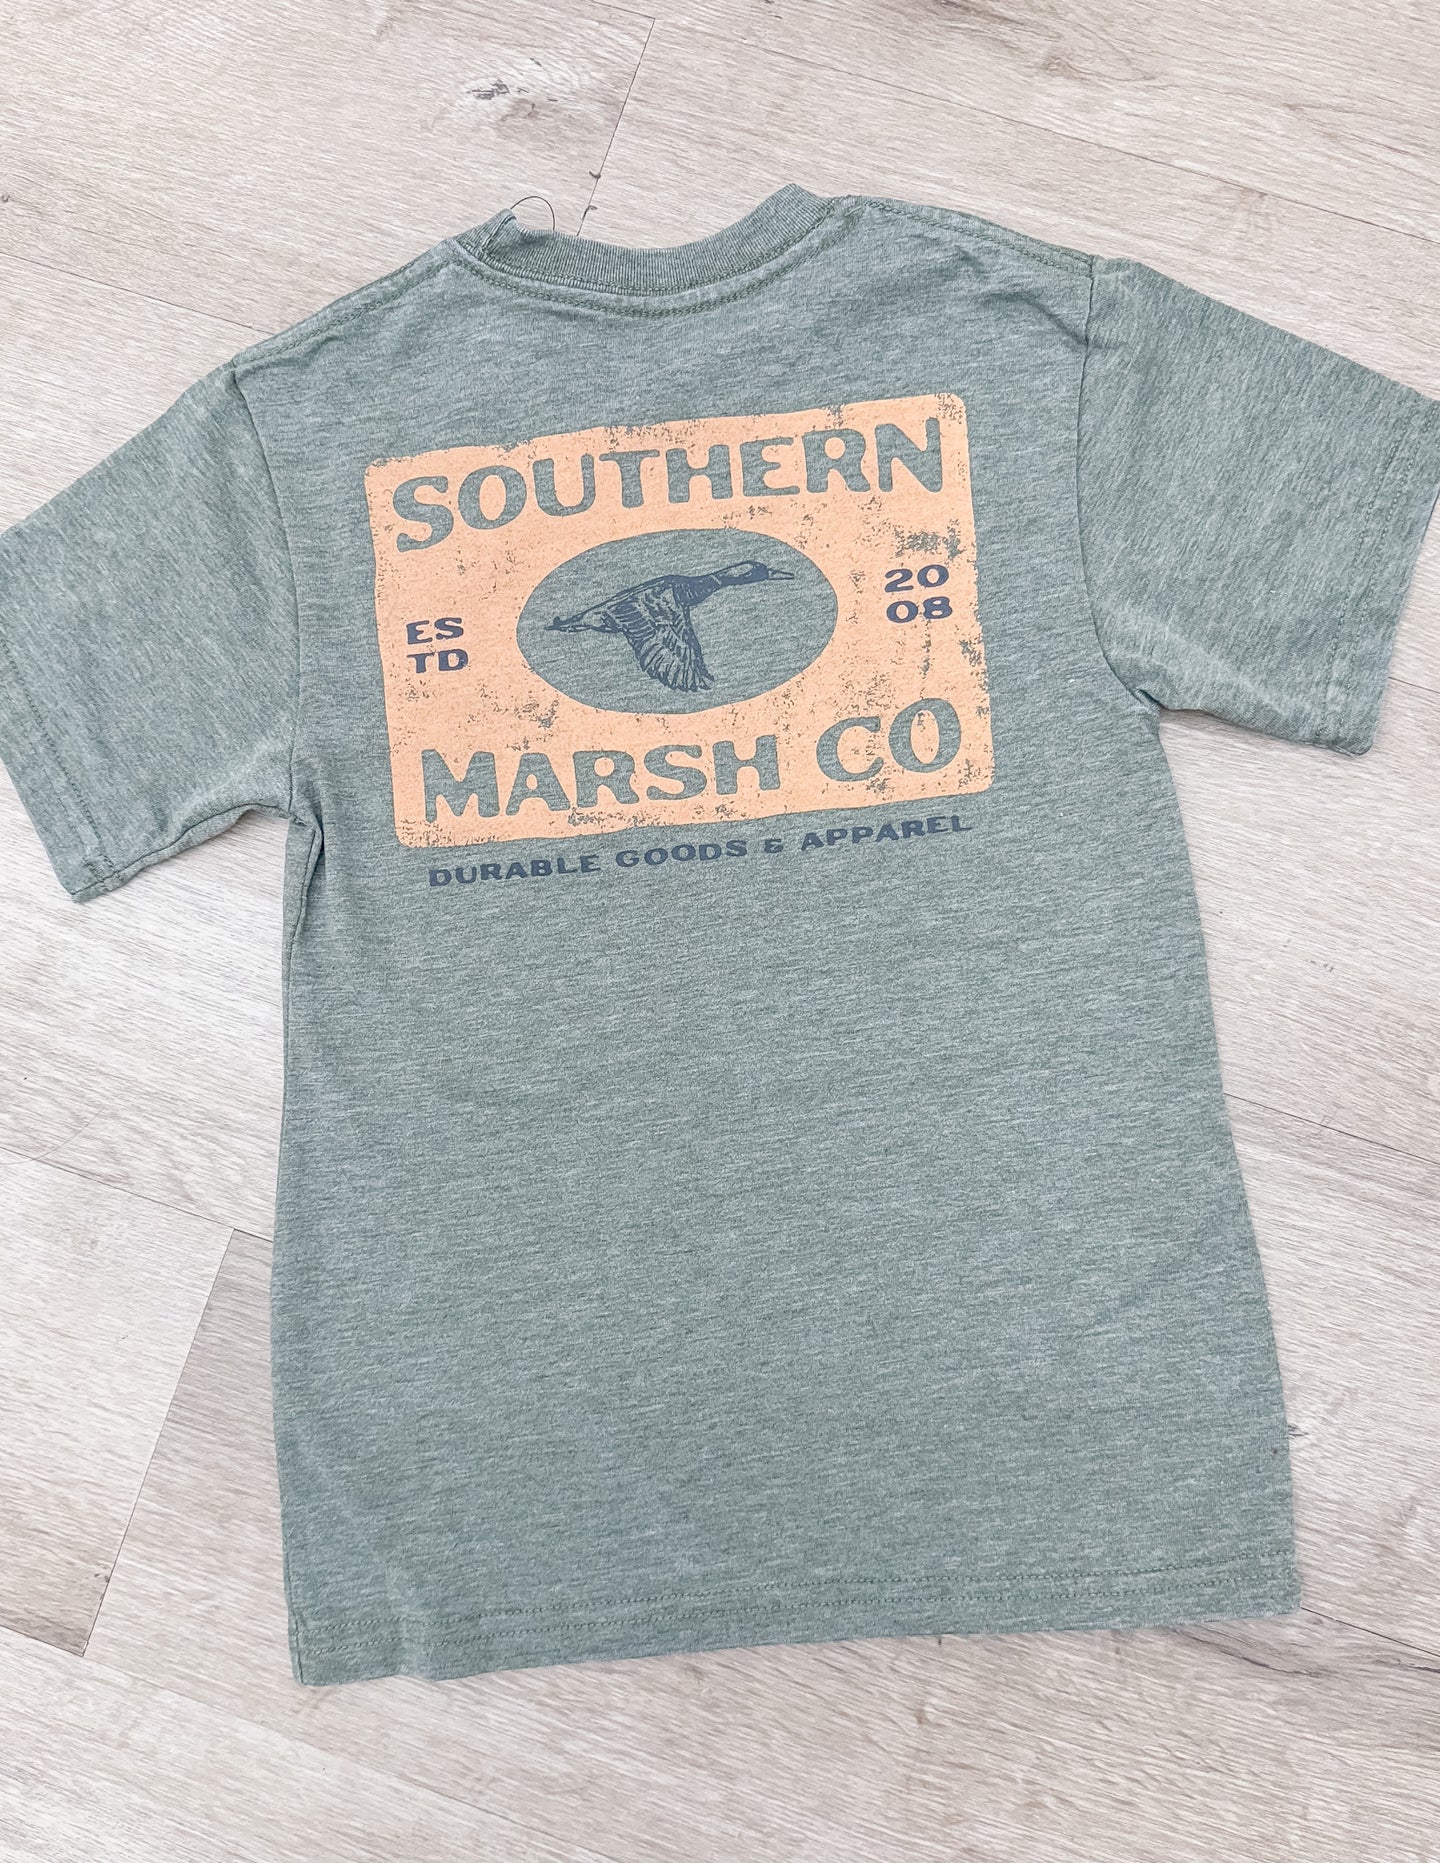 SOUTHERN
ES
TD
20
08
MARSH CO
DURABLE GOODS & APPAREL